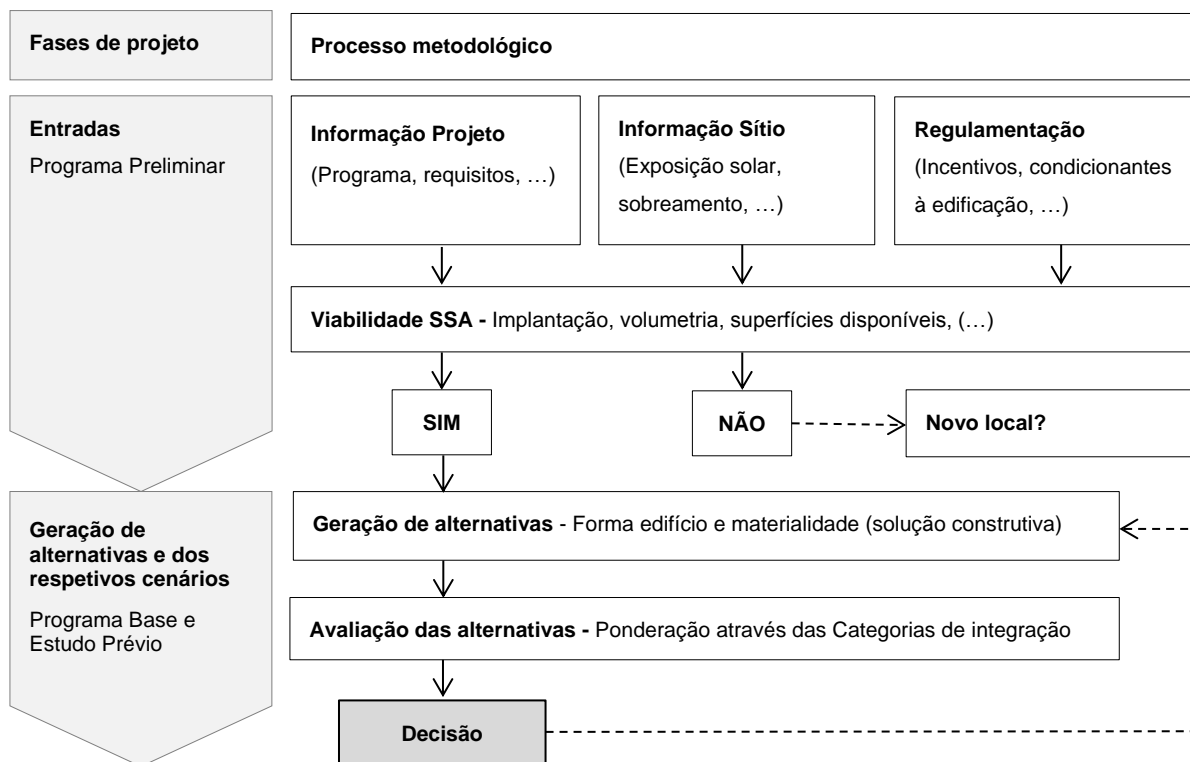 Fases de projeto
Processo metodológico
Entradas
Programa Preliminar
Informação Projeto
(Programa, requisitos, …)
Informação Sítio
(Exposição solar,
sobreamento, …)
Regulamentação
(Incentivos, condicionantes
à edificação, …)
Viabilidade SSA - Implantação, volumetria, superfícies disponíveis, (…)
SIM
NÃO
Novo local?
Geração de
alternativas e dos
respetivos cenários
Programa Base e
Estudo Prévio
Geração de alternativas - Forma edifício e materialidade (solução construtiva)
Avaliação das alternativas - Ponderação através das Categorias de integração
Decisão